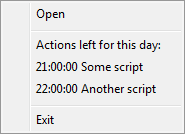 Open
Actions left for this day:
21:00:00 Some script
22:00:00 Another script
Exit